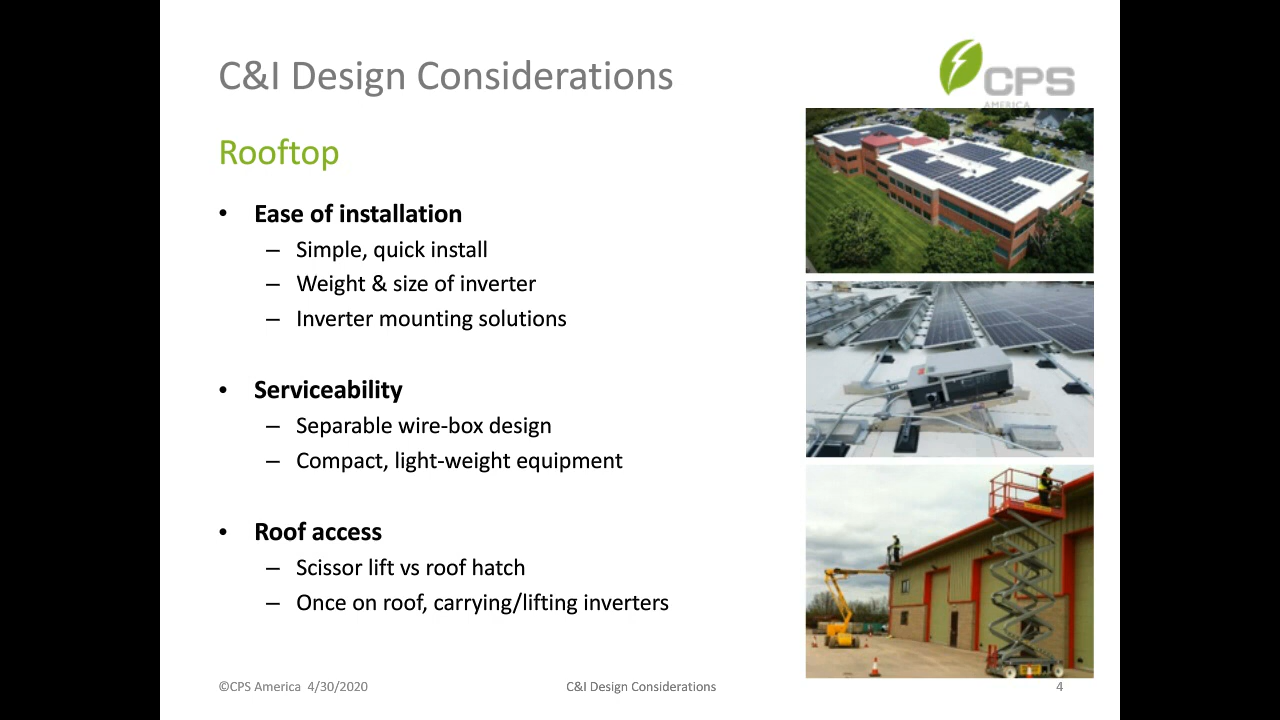 C&I Design Considerations
CPS
AMERICA
Rooftop
• Ease of installation
– Simple, quick install
– Weight & size of inverter
– Inverter mounting solutions
• Serviceability
– Separable wire-box design
– Compact, light-weight equipment
• Roof access
– Scissor lift vs roof hatch
– Once on roof, carrying/lifting inverters
©CPS America 4/30/2020
C&I Design Considerations
4